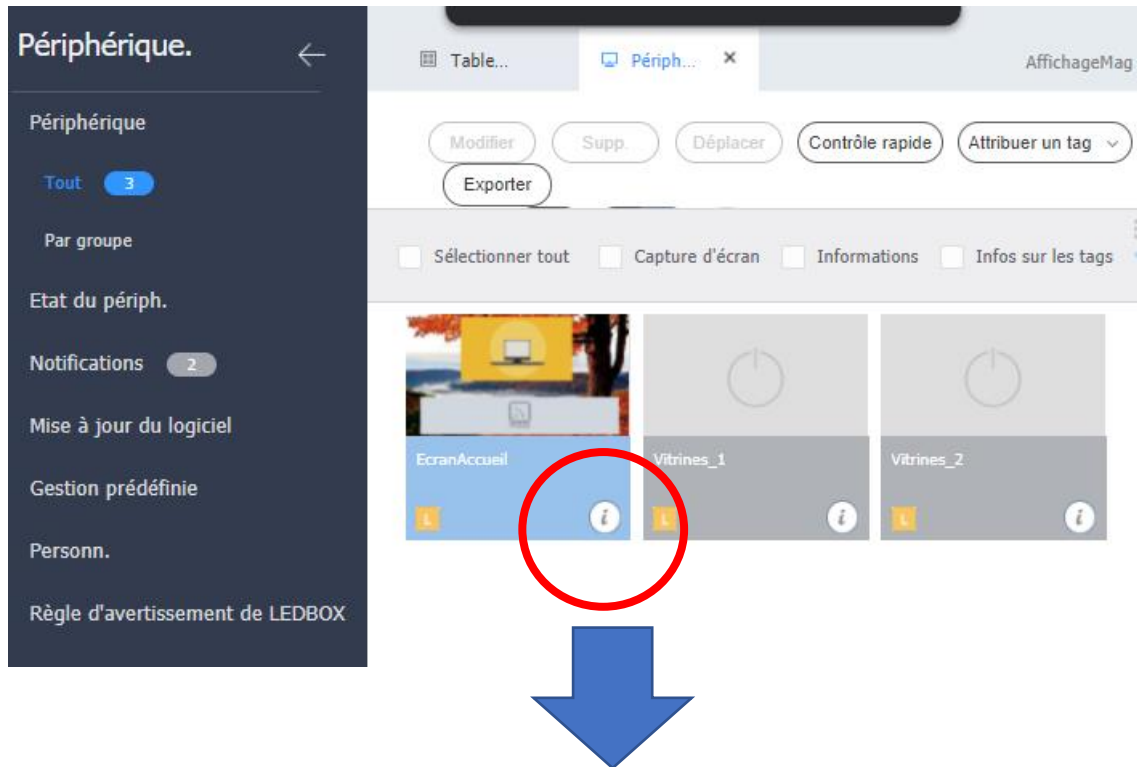 Périphérique.
Périphérique
Tout 3
Par groupe
Etat du périph.
Notifications 2
Mise à jour du logiciel
Gestion prédéfinie
Personn.
Règle d'avertissement de LEDBOX
Table... Périph... × AffichageMag
Modifier Supp. Déplacer Contrôle rapide Attribuer un tag
Exporter
Sélectionner tout Capture d'écran Informations Infos sur les tags
EcranAccueil Vitrines_1 Vitrines_2
L i L i L i